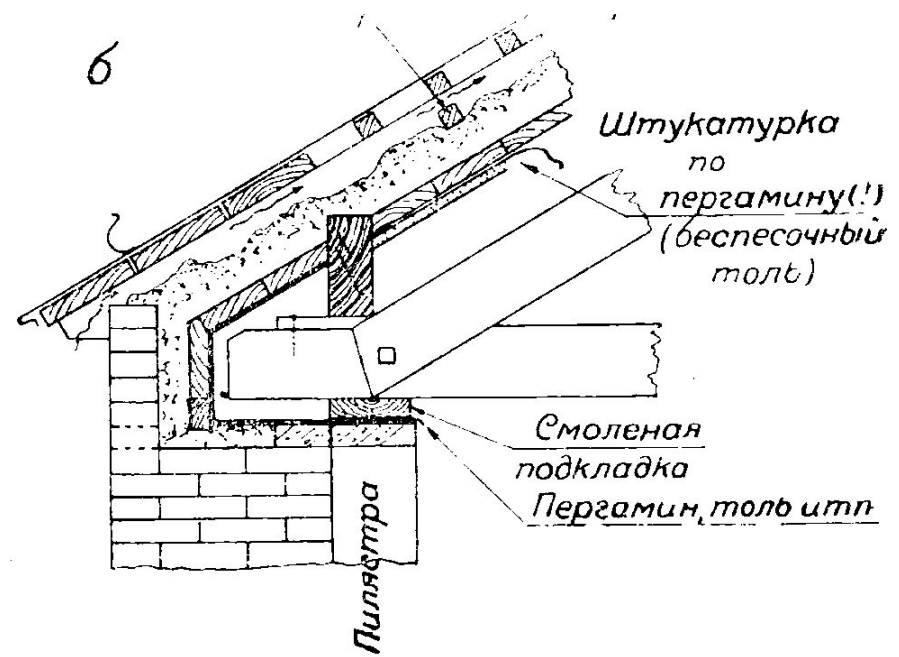 б
Штукатурка
по
пергамину(!)
(беспесочный
толь)
Смоленая
подкладка
Пергамин, толь итп
Пилястра